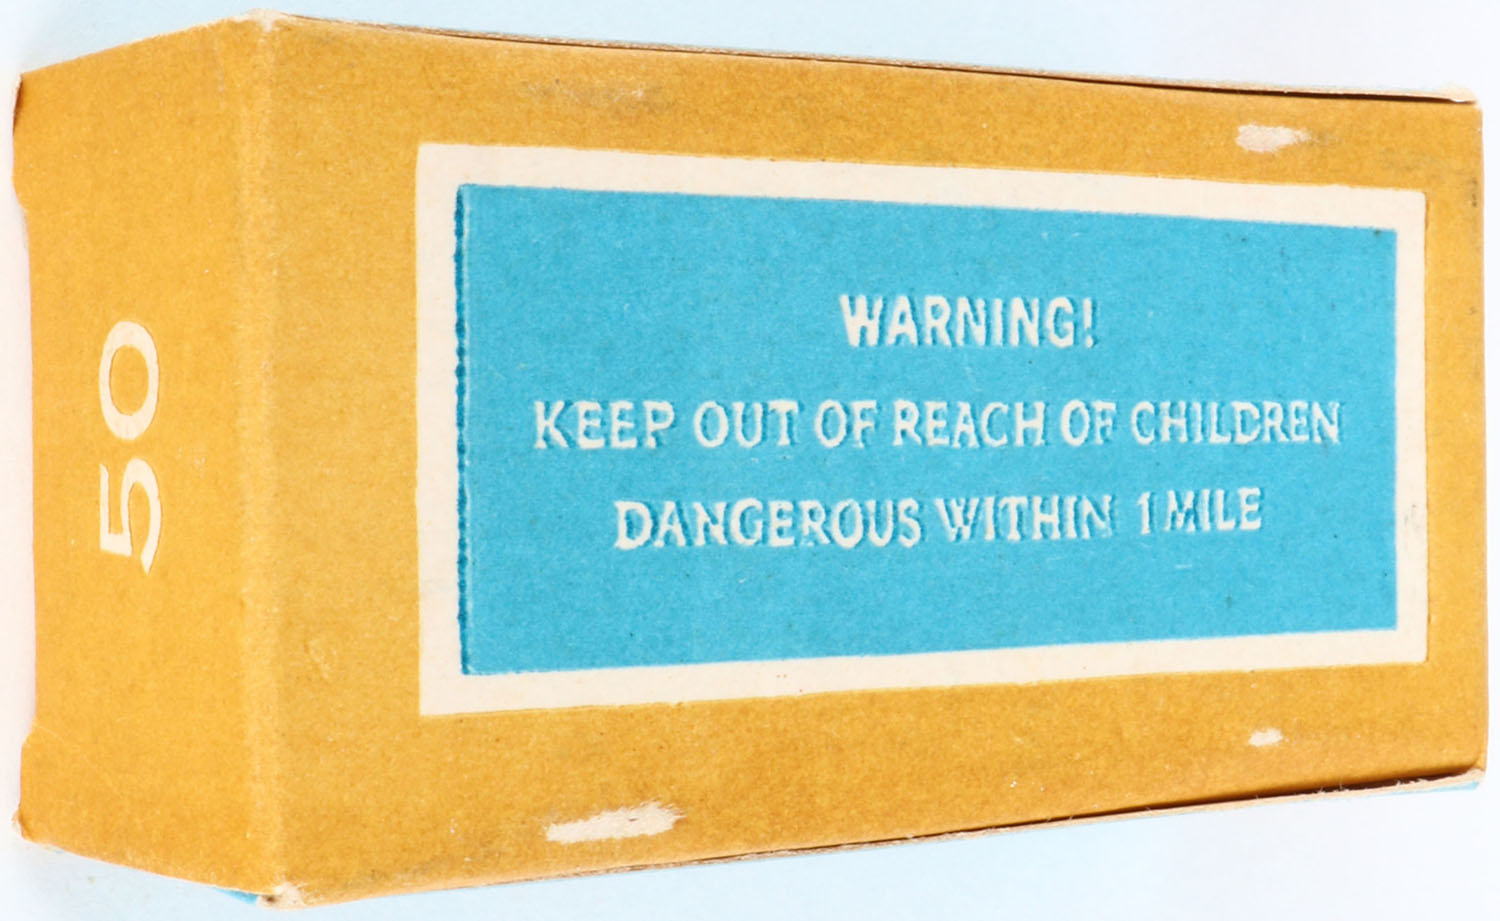 50
WARNING!
KEEP OUT OF REACH OF CHILDREN
DANGEROUS WITHIN 1 MILE